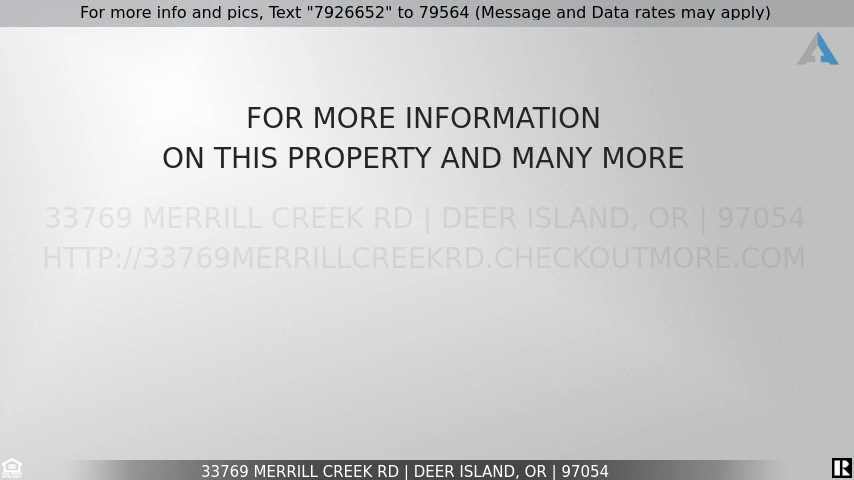 For more info and pics, Text "7926652" to 79564 (Message and Data rates may apply)
FOR MORE INFORMATION
ON THIS PROPERTY AND MANY MORE
33769 MERRILL CREEK RD | DEER ISLAND, OR | 97054
HTTP://33769MERRILLCREEKRD.CHECKOUTMORE.COM
33769 MERRILL CREEK RD | DEER ISLAND, OR | 97054